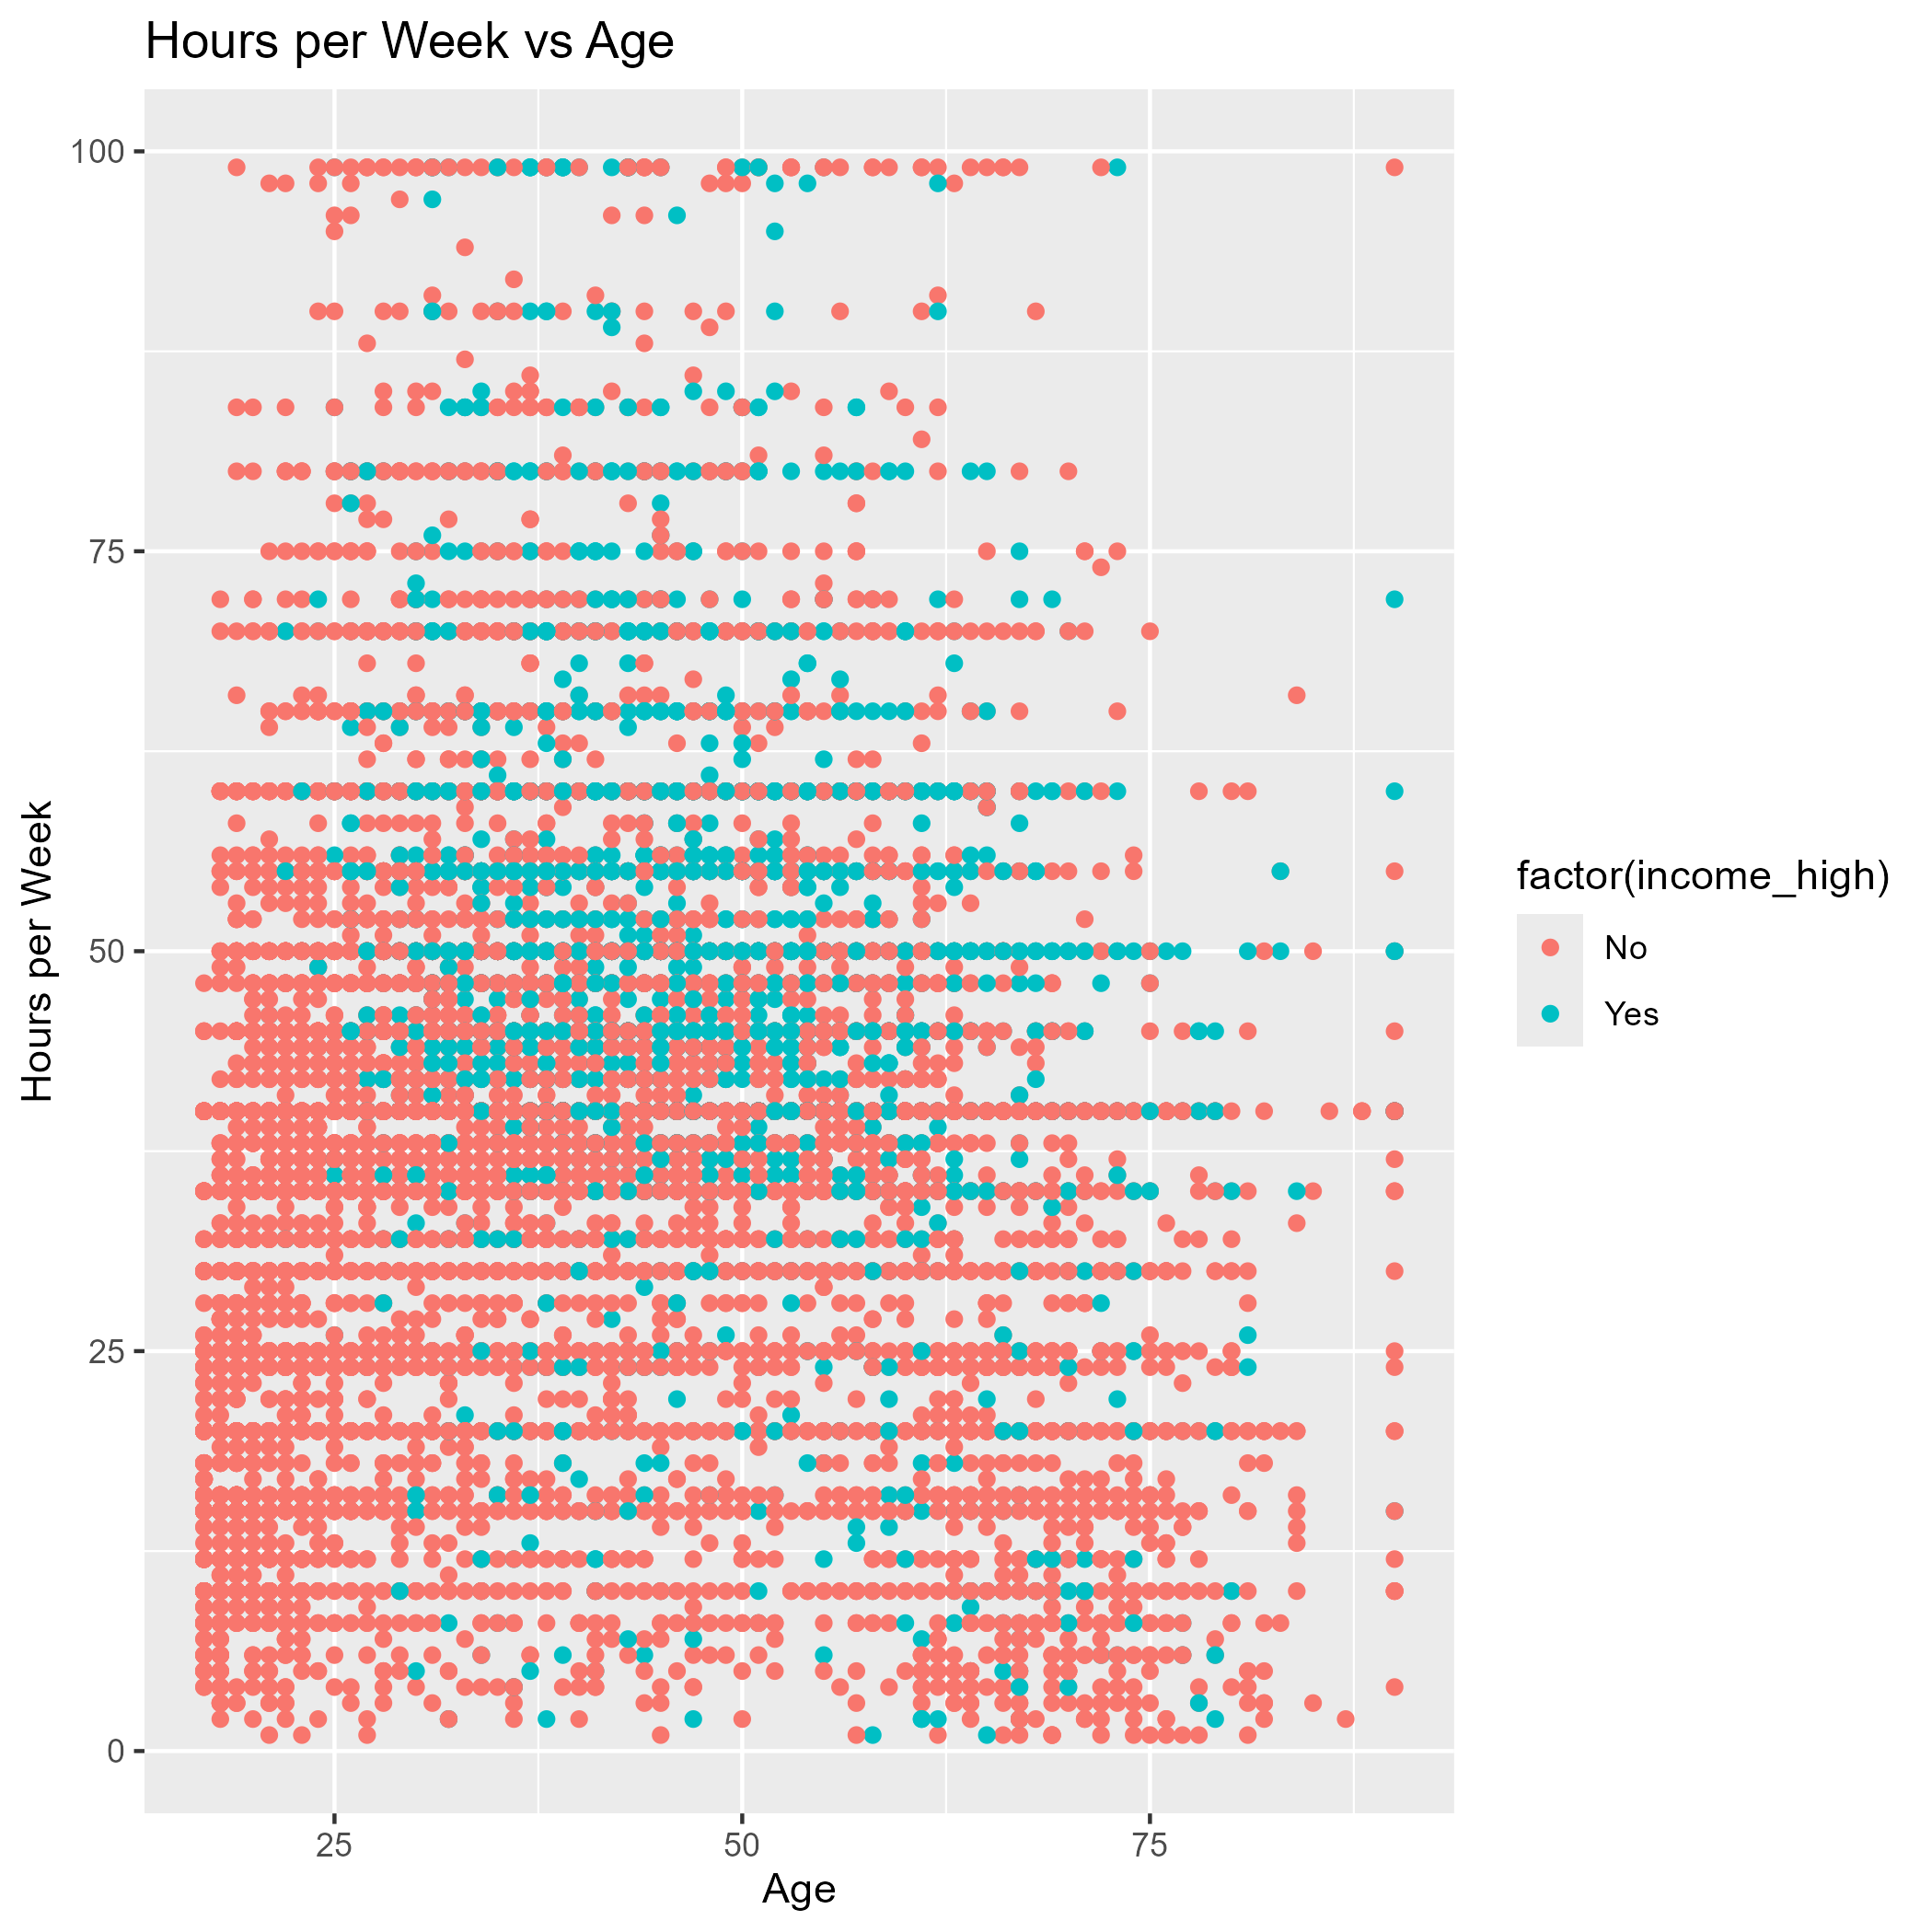 Hours per Week vs Age
100
75
50
25
0
Hours per Week
25
50
75
Age
factor(income_high)
No
Yes